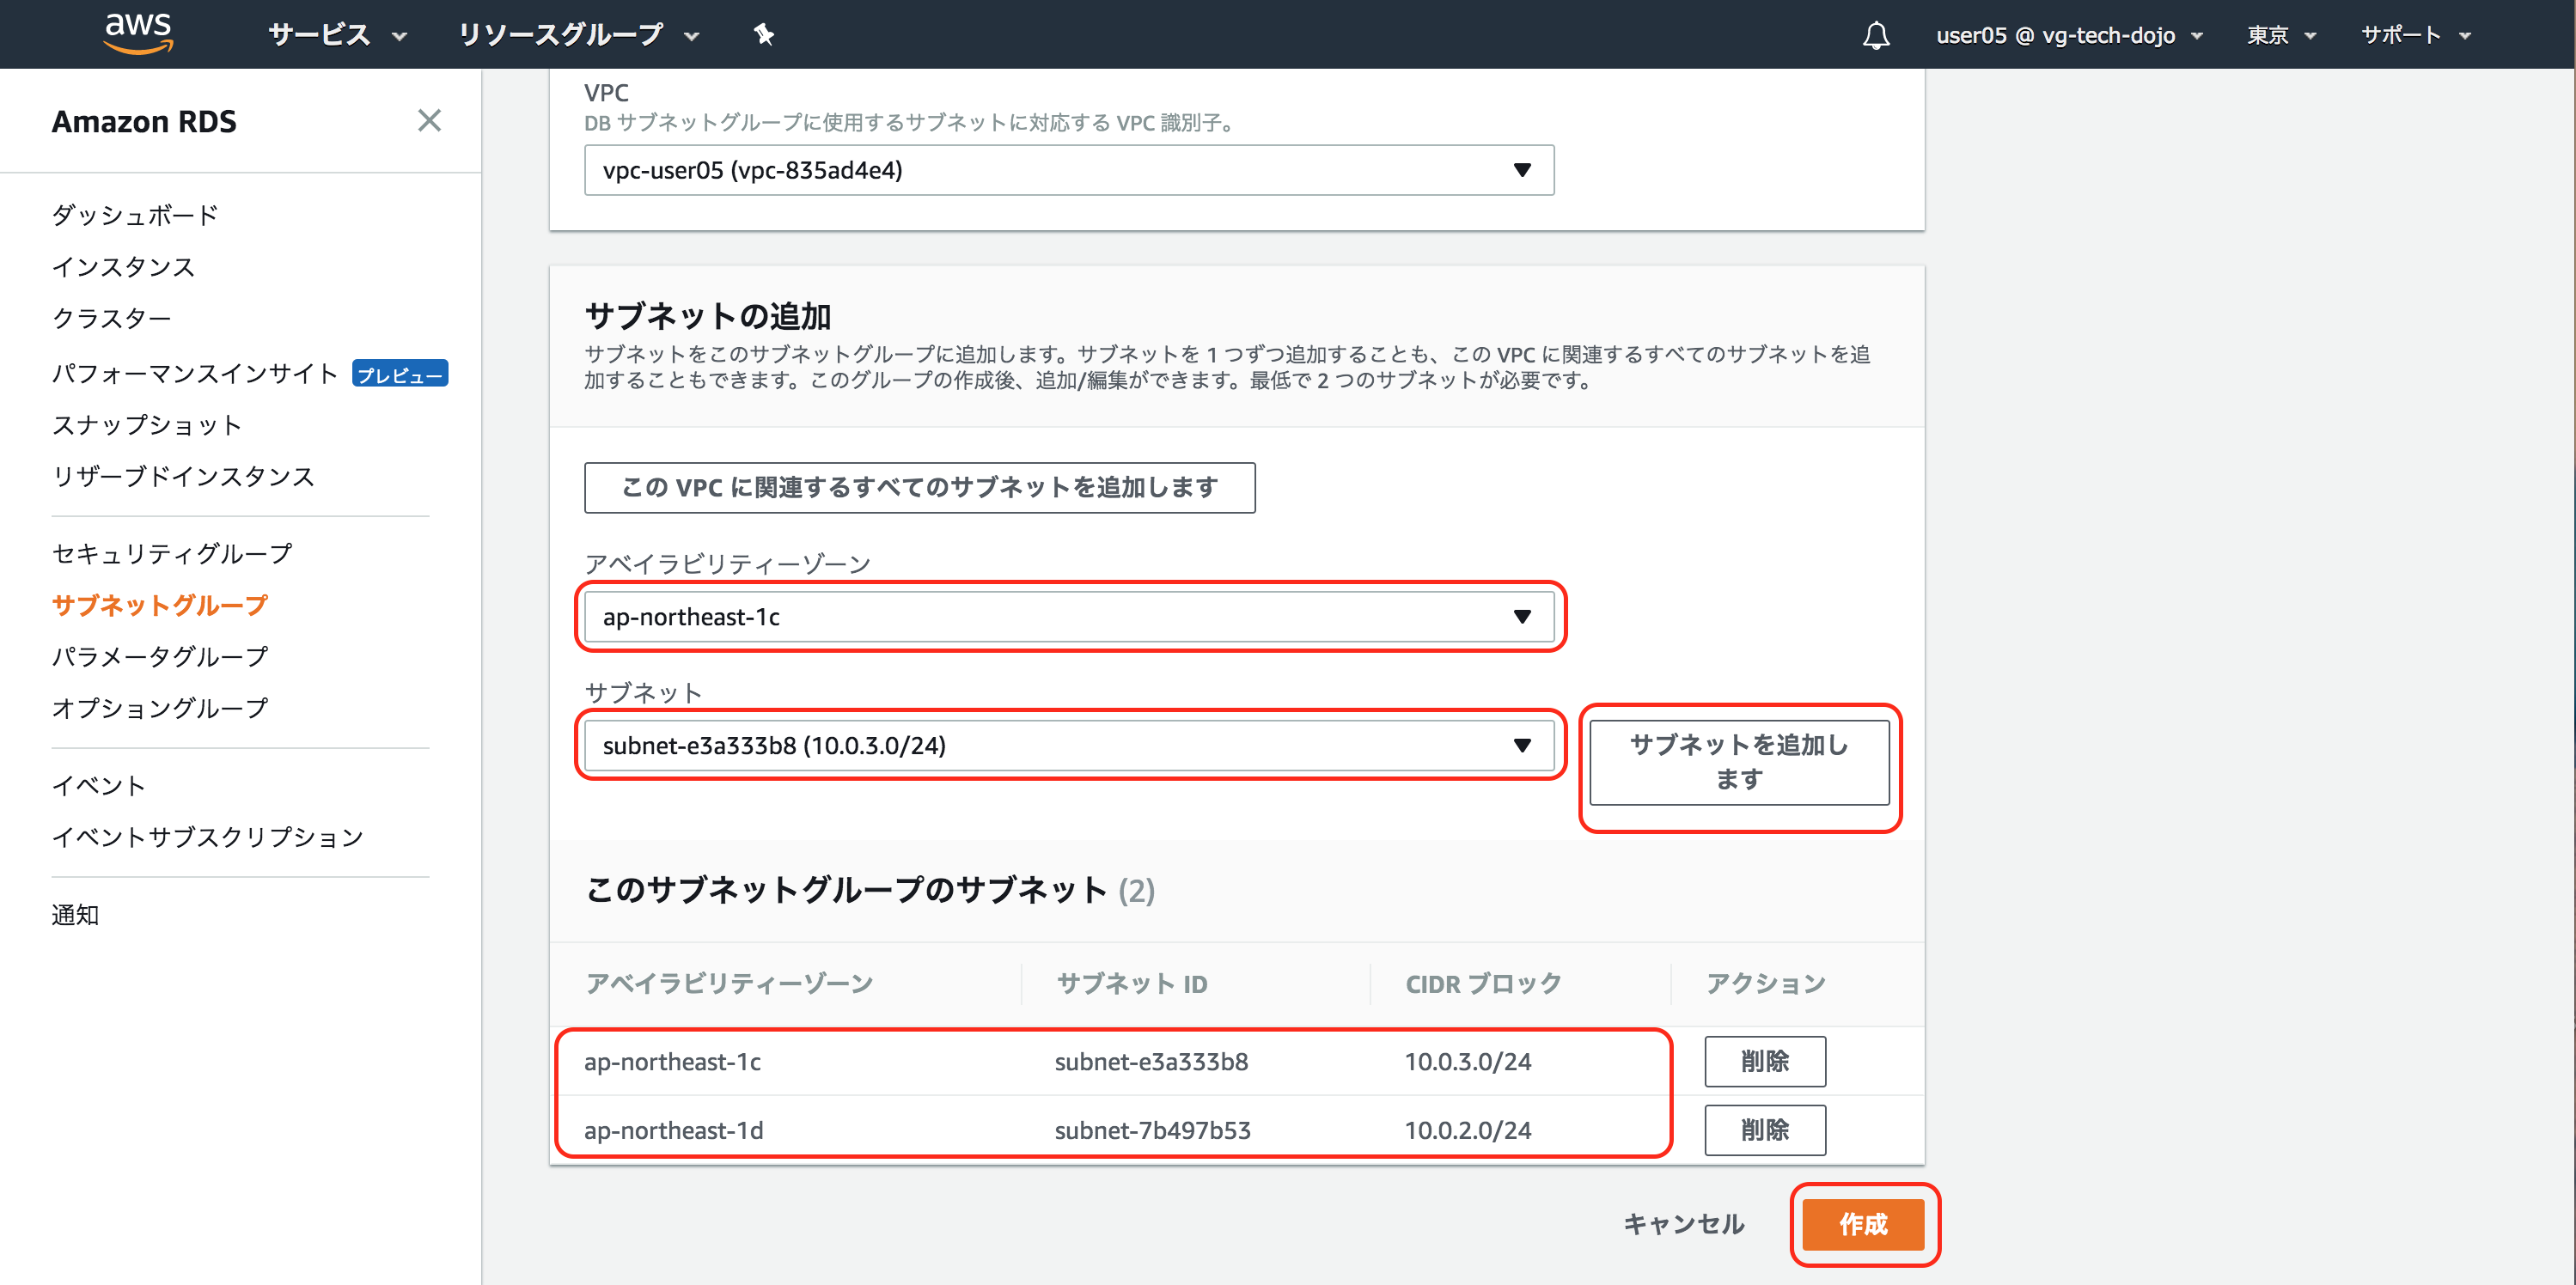 aws
サービス
リソースグループ
user05 @ vg-tech-dojo
東京
サポート
Amazon RDS
ダッシュボード
インスタンス
クラスター
パフォーマンスインサイト プレビュー
スナップショット
リザーブドインスタンス
セキュリティグループ
サブネットグループ
パラメータグループ
オプショングループ
イベント
イベントサブスクリプション
通知
VPC
DB サブネットグループに使用するサブネットに対応する VPC 識別子。
vpc-user05 (vpc-835ad4e4)
サブネットの追加
サブネットをこのサブネットグループに追加します。サブネットを 1 つずつ追加することも、この VPC に関連するすべてのサブネットを追
加することもできます。このグループの作成後、追加/編集ができます。最低で 2 つのサブネットが必要です。
この VPC に関連するすべてのサブネットを追加します
アベイラビリティーゾーン
ap-northeast-1c
サブネット
subnet-e3a333b8 (10.0.3.0/24)
サブネットを追加し
ます
このサブネットグループのサブネット (2)
アベイラビリティーゾーン サブネット ID CIDR ブロック アクション
ap-northeast-1c subnet-e3a333b8 10.0.3.0/24 削除
ap-northeast-1d subnet-7b497b53 10.0.2.0/24 削除
キャンセル
作成